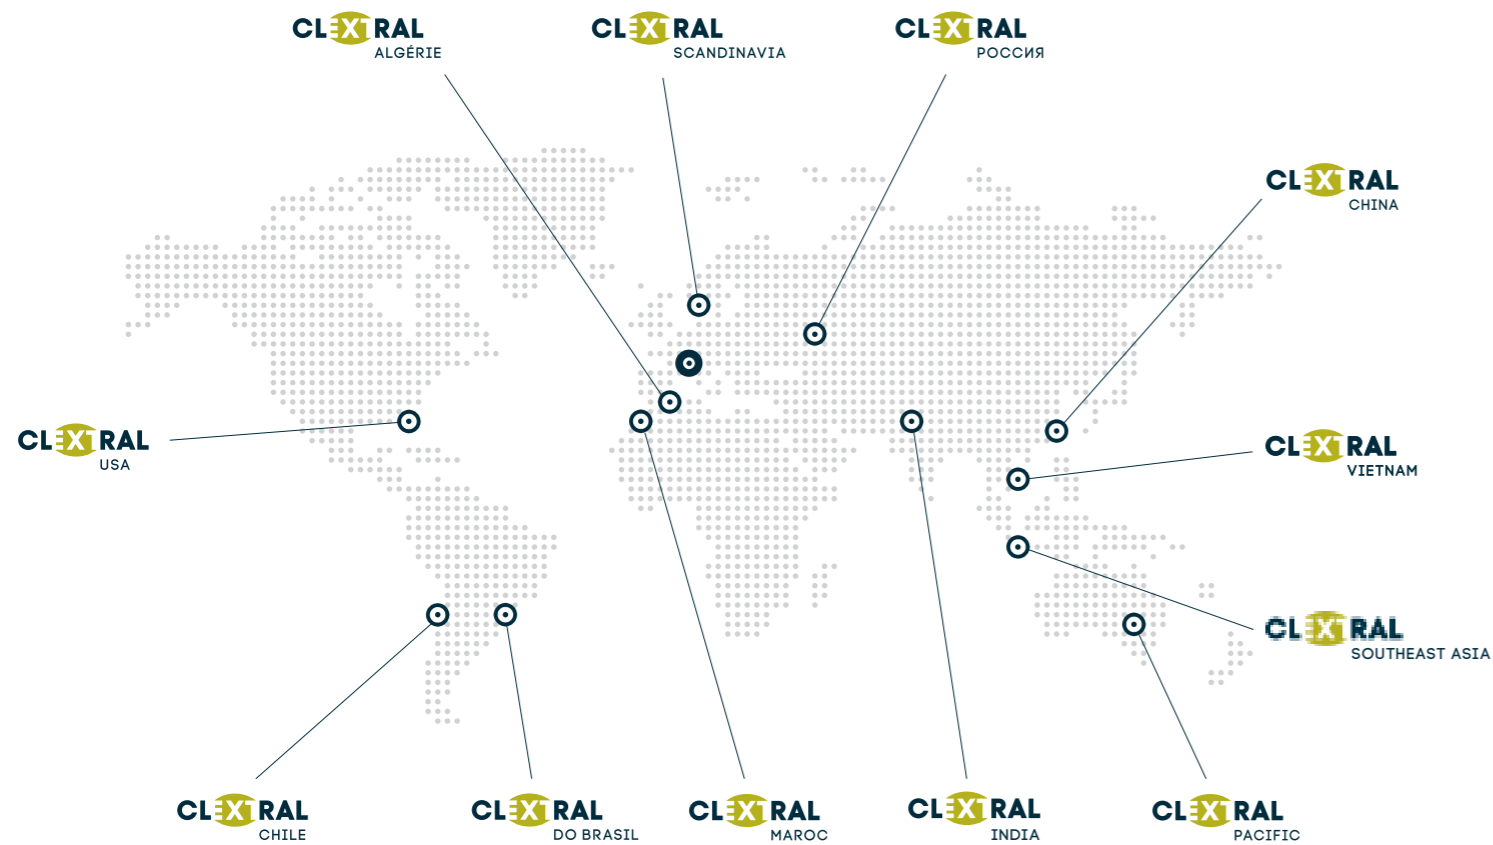 CLEXTRAL
ALGÉRIE
CLEXTRAL
SCANDINAVIA
CLEXTRAL
РОССИЯ
CLEXTRAL
CHINA
CLEXTRAL
USA
CLEXTRAL
VIETNAM
CLEXTRAL
SOUTHEAST ASIA
CLEXTRAL
CHILE
CLEXTRAL
DO BRASIL
CLEXTRAL
MAROC
CLEXTRAL
INDIA
CLEXTRAL
PACIFIC